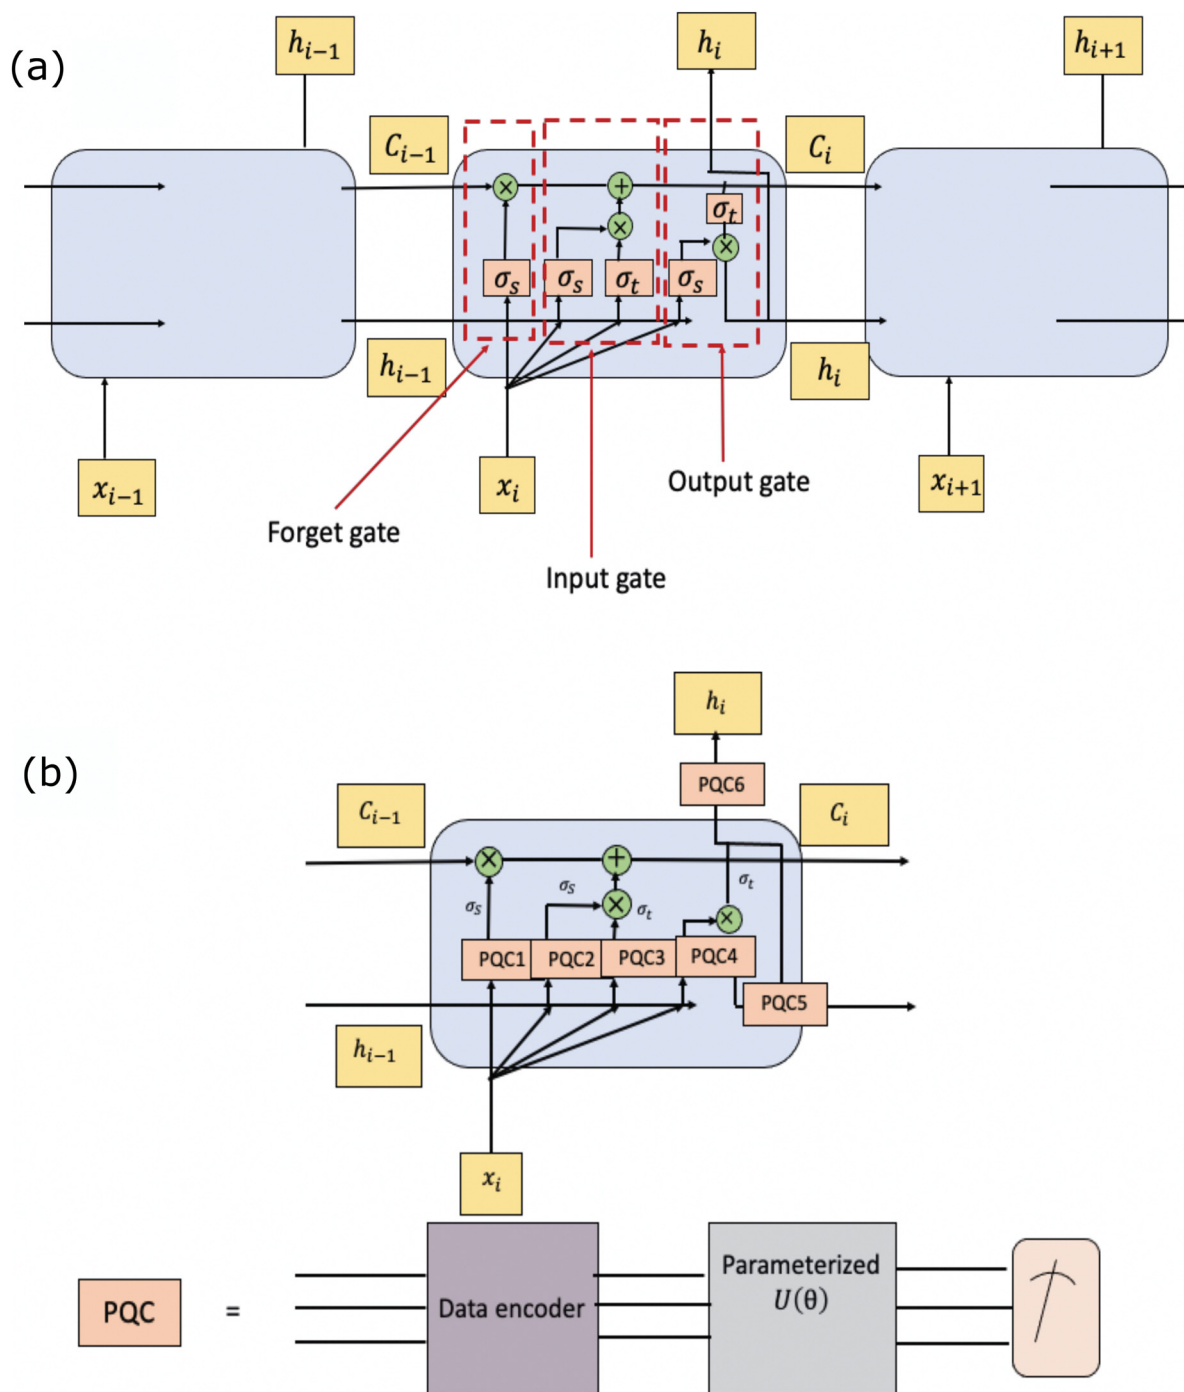 (a)
h_{i−1}
h_i
h_{i+1}
C_{i−1}
C_i
×
+
σ_t
×
×
σ_s
σ_s
σ_t
σ_s
h_{i−1}
h_i
x_{i−1}
x_i
x_{i+1}
Output gate
Forget gate
Input gate
(b)
h_i
PQC6
C_{i−1}
C_i
×
+
σ_s
σ_t
σ_s
×
σ_t
×
PQC1
PQC2
PQC3
PQC4
PQC5
h_{i−1}
x_i
PQC
=
Data encoder
Parameterized
U(θ)